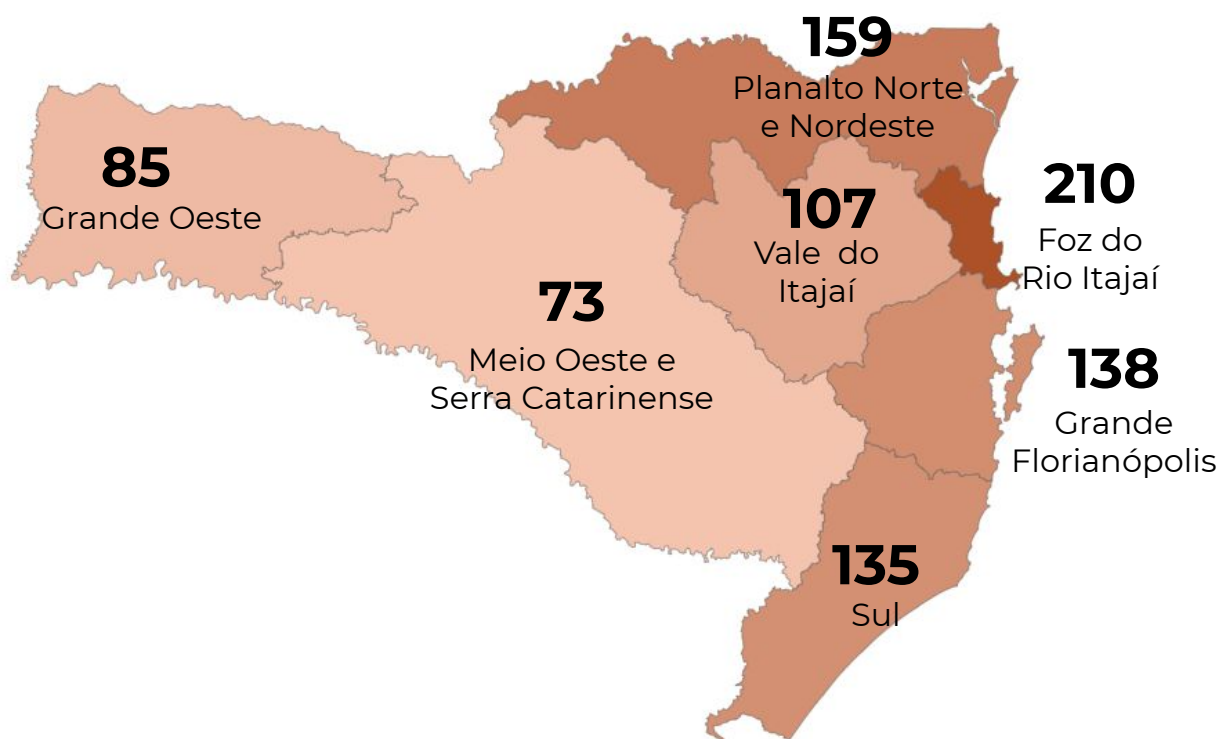 159
Planalto Norte
e Nordeste
85
Grande Oeste
107
Vale do
Itajaí
210
Foz do
Rio Itajaí
73
Meio Oeste e
Serra Catarinense
138
Grande
Florianópolis
135
Sul